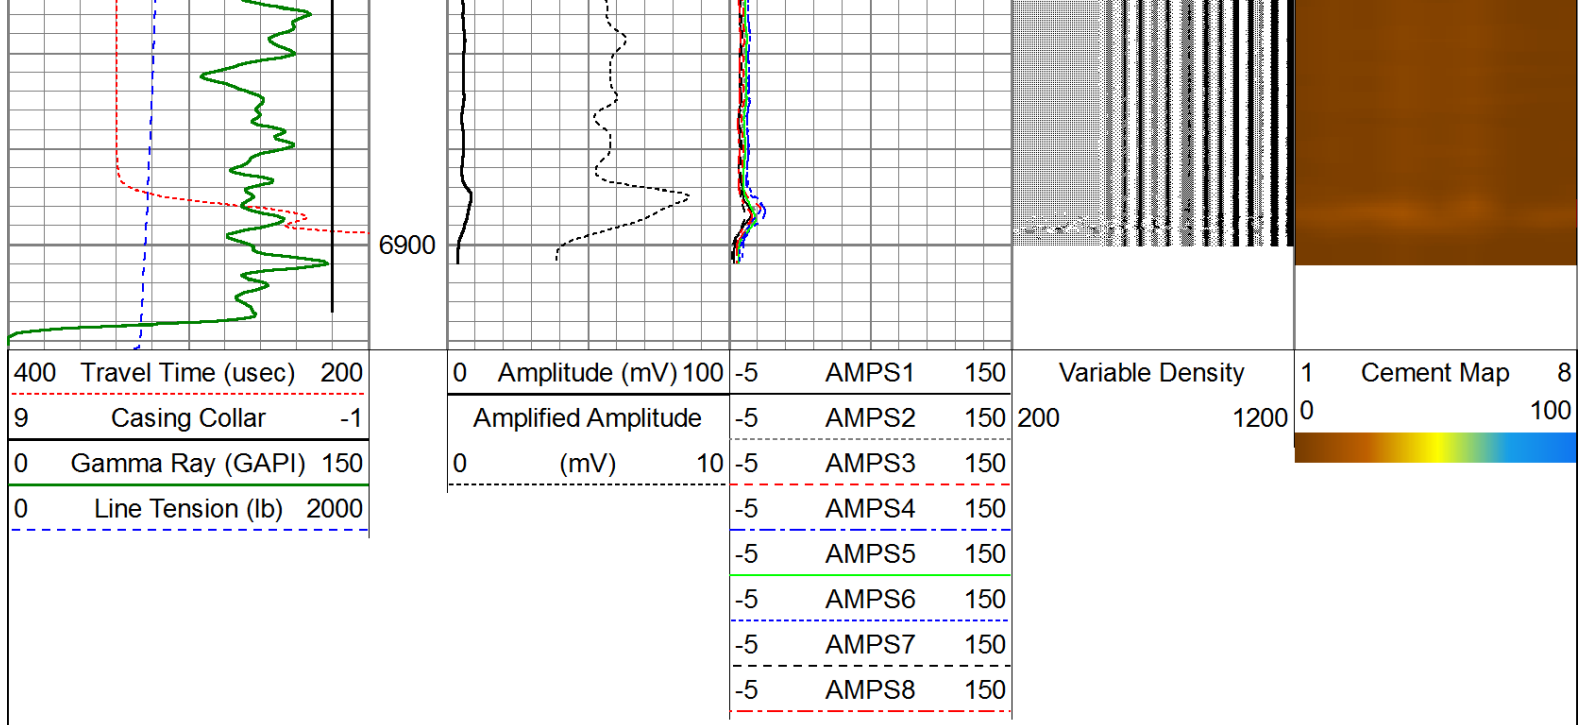 6900
400 Travel Time (usec) 200
9 Casing Collar -1
0 Gamma Ray (GAPI) 150
0 Line Tension (lb) 2000
0 Amplitude (mV) 100
Amplified Amplitude
0 (mV) 10
-5 AMPS1 150
-5 AMPS2 150
-5 AMPS3 150
-5 AMPS4 150
-5 AMPS5 150
-5 AMPS6 150
-5 AMPS7 150
-5 AMPS8 150
Variable Density
200 1200
1 Cement Map 8
0 100